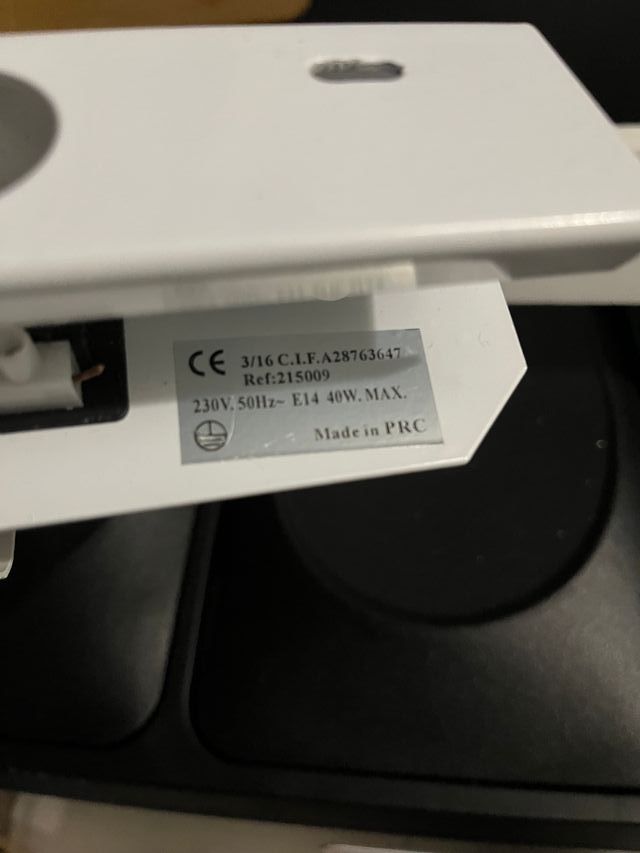 CE 3/16 C.I.F.A28763647
Ref:215009
230V. 50Hz~ E14 40W. MAX.
Made in PRC